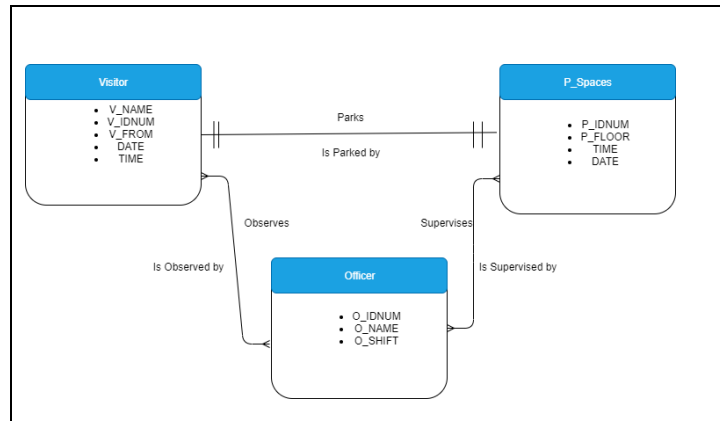 Visitor
V_NAME
V_IDNUM
V_FROM
DATE
TIME
Parks
Is Parked by
P_Spaces
P_IDNUM
P_FLOOR
TIME
DATE
Observes
Is Observed by
Supervises
Is Supervised by
Officer
O_IDNUM
O_NAME
O_SHIFT